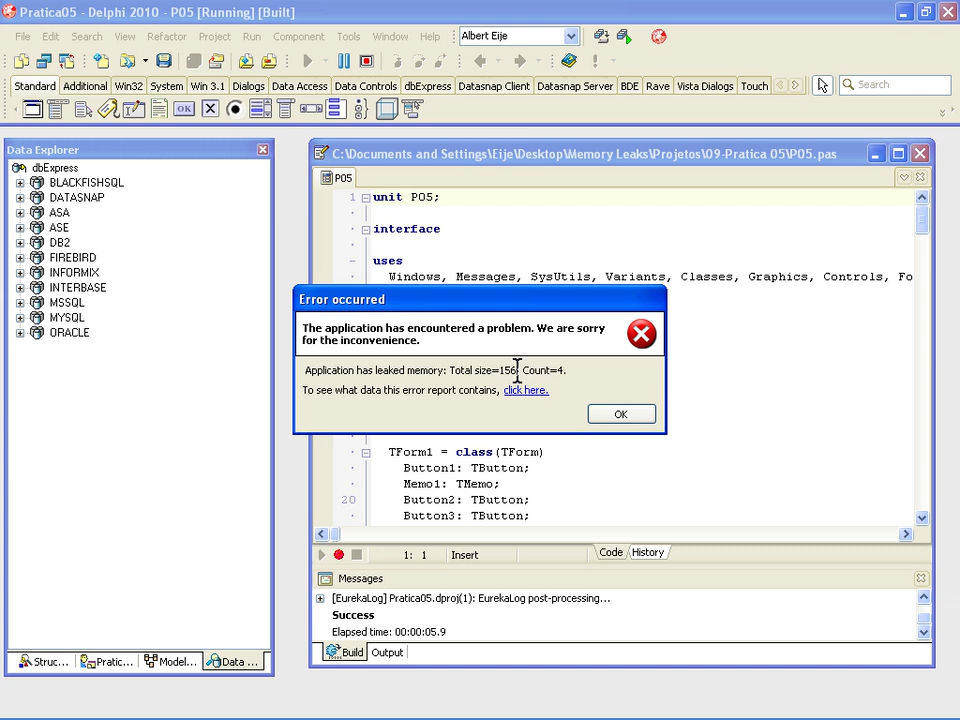 Pratica05 - Delphi 2010 - P05 [Running] [Built]
File Edit Search View Refactor Project Run Component Tools Window Help
Albert Eije
Standard Additional Win32 System Win 3.1 Dialogs Data Access Data Controls dbExpress Datasnap Client Datasnap Server BDE Rave Vista Dialogs Touch
Search
OK
Data Explorer
dbExpress
BLACKFISHSQL
DATASNAP
ASA
ASE
DB2
FIREBIRD
INFORMIX
INTERBASE
MSSQL
MYSQL
ORACLE
Struc... Pratic... Model... Data ...
C:\Documents and Settings\Eije\Desktop\Memory Leaks\Projetos\09-Pratica 05\P05.pas
P05
1 unit P05;
interface
uses
Windows, Messages, SysUtils, Variants, Classes, Graphics, Controls, Fo
Error occurred
The application has encountered a problem. We are sorry
for the inconvenience.
Application has leaked memory: Total size=156; Count=4.
To see what data this error report contains, click here.
OK
TForm1 = class(TForm)
Button1: TButton;
Memo1: TMemo;
20 Button2: TButton;
Button3: TButton;
1: 1 Insert Code History
Messages
[EurekaLog] Pratica05.dproj(1): EurekaLog post-processing...
Success
Elapsed time: 00:00:05.9
Build Output